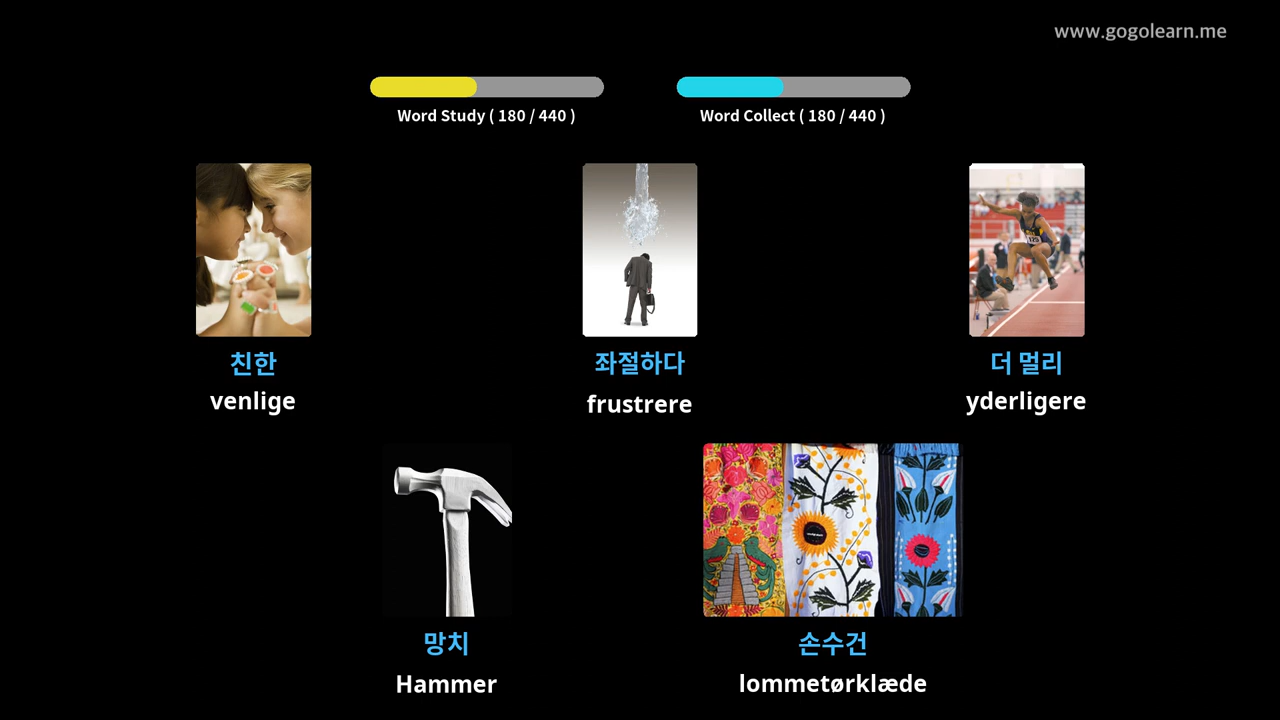 www.gogolearn.me
Word Study ( 180 / 440 )
Word Collect ( 180 / 440 )
친한
venlige
좌절하다
frustrere
더 멀리
yderligere
망치
Hammer
손수건
lommetørklæde